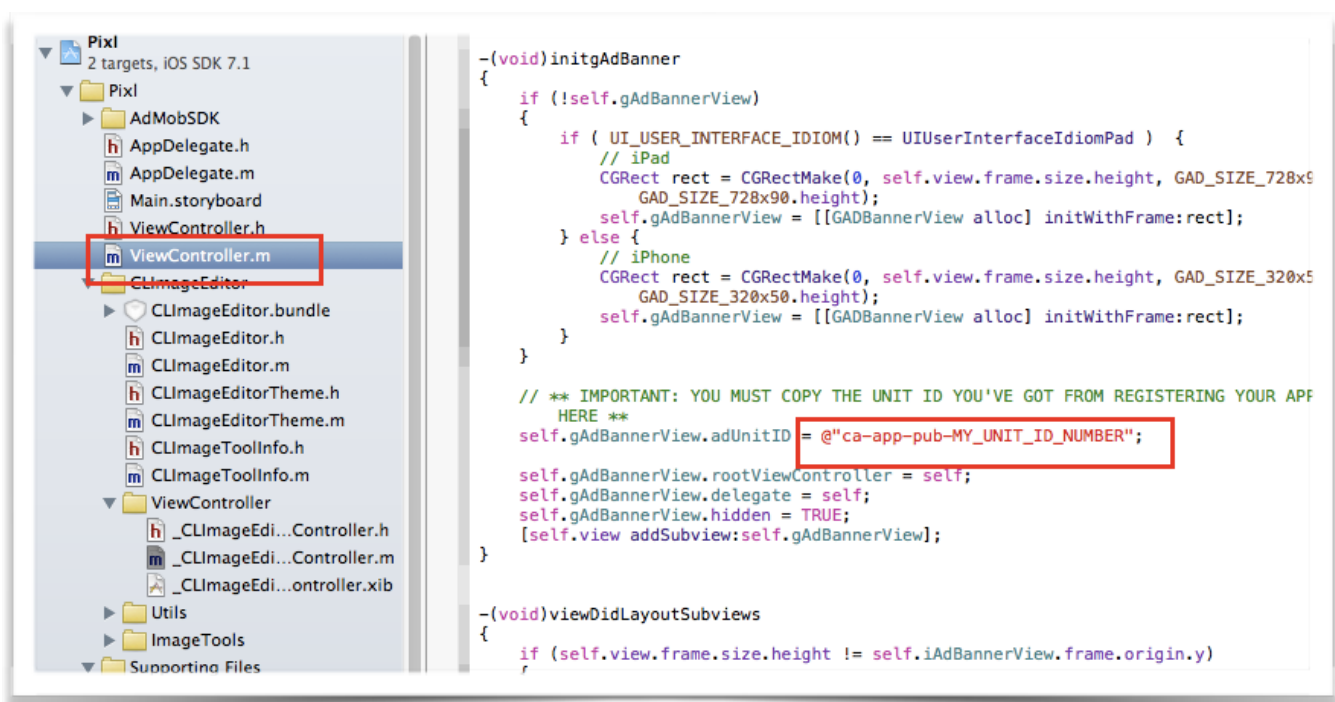 Pixl
2 targets, iOS SDK 7.1
Pixl
AdMobSDK
AppDelegate.h
AppDelegate.m
Main.storyboard
ViewController.h
ViewController.m
CLImageEditor
CLImageEditor.bundle
CLImageEditor.h
CLImageEditor.m
CLImageEditorTheme.h
CLImageEditorTheme.m
CLImageToolInfo.h
CLImageToolInfo.m
ViewController
_CLImageEdi...Controller.h
_CLImageEdi...Controller.m
_CLImageEdi...ontroller.xib
Utils
ImageTools
Supporting Files
-(void)initgAdBanner
{
if (!self.gAdBannerView)
{
if ( UI_USER_INTERFACE_IDIOM() == UIUserInterfaceIdiomPad ) {
// iPad
CGRect rect = CGRectMake(0, self.view.frame.size.height, GAD_SIZE_728x9
GAD_SIZE_728x90.height);
self.gAdBannerView = [[GADBannerView alloc] initWithFrame:rect];
} else {
// iPhone
CGRect rect = CGRectMake(0, self.view.frame.size.height, GAD_SIZE_320x5
GAD_SIZE_320x50.height);
self.gAdBannerView = [[GADBannerView alloc] initWithFrame:rect];
}
}
// ** IMPORTANT: YOU MUST COPY THE UNIT ID YOU'VE GOT FROM REGISTERING YOUR APP
HERE **
self.gAdBannerView.adUnitID = @"ca-app-pub-MY_UNIT_ID_NUMBER";
self.gAdBannerView.rootViewController = self;
self.gAdBannerView.delegate = self;
self.gAdBannerView.hidden = TRUE;
[self.view addSubview:self.gAdBannerView];
}
-(void)viewDidLayoutSubviews
{
if (self.view.frame.size.height != self.iAdBannerView.frame.origin.y)